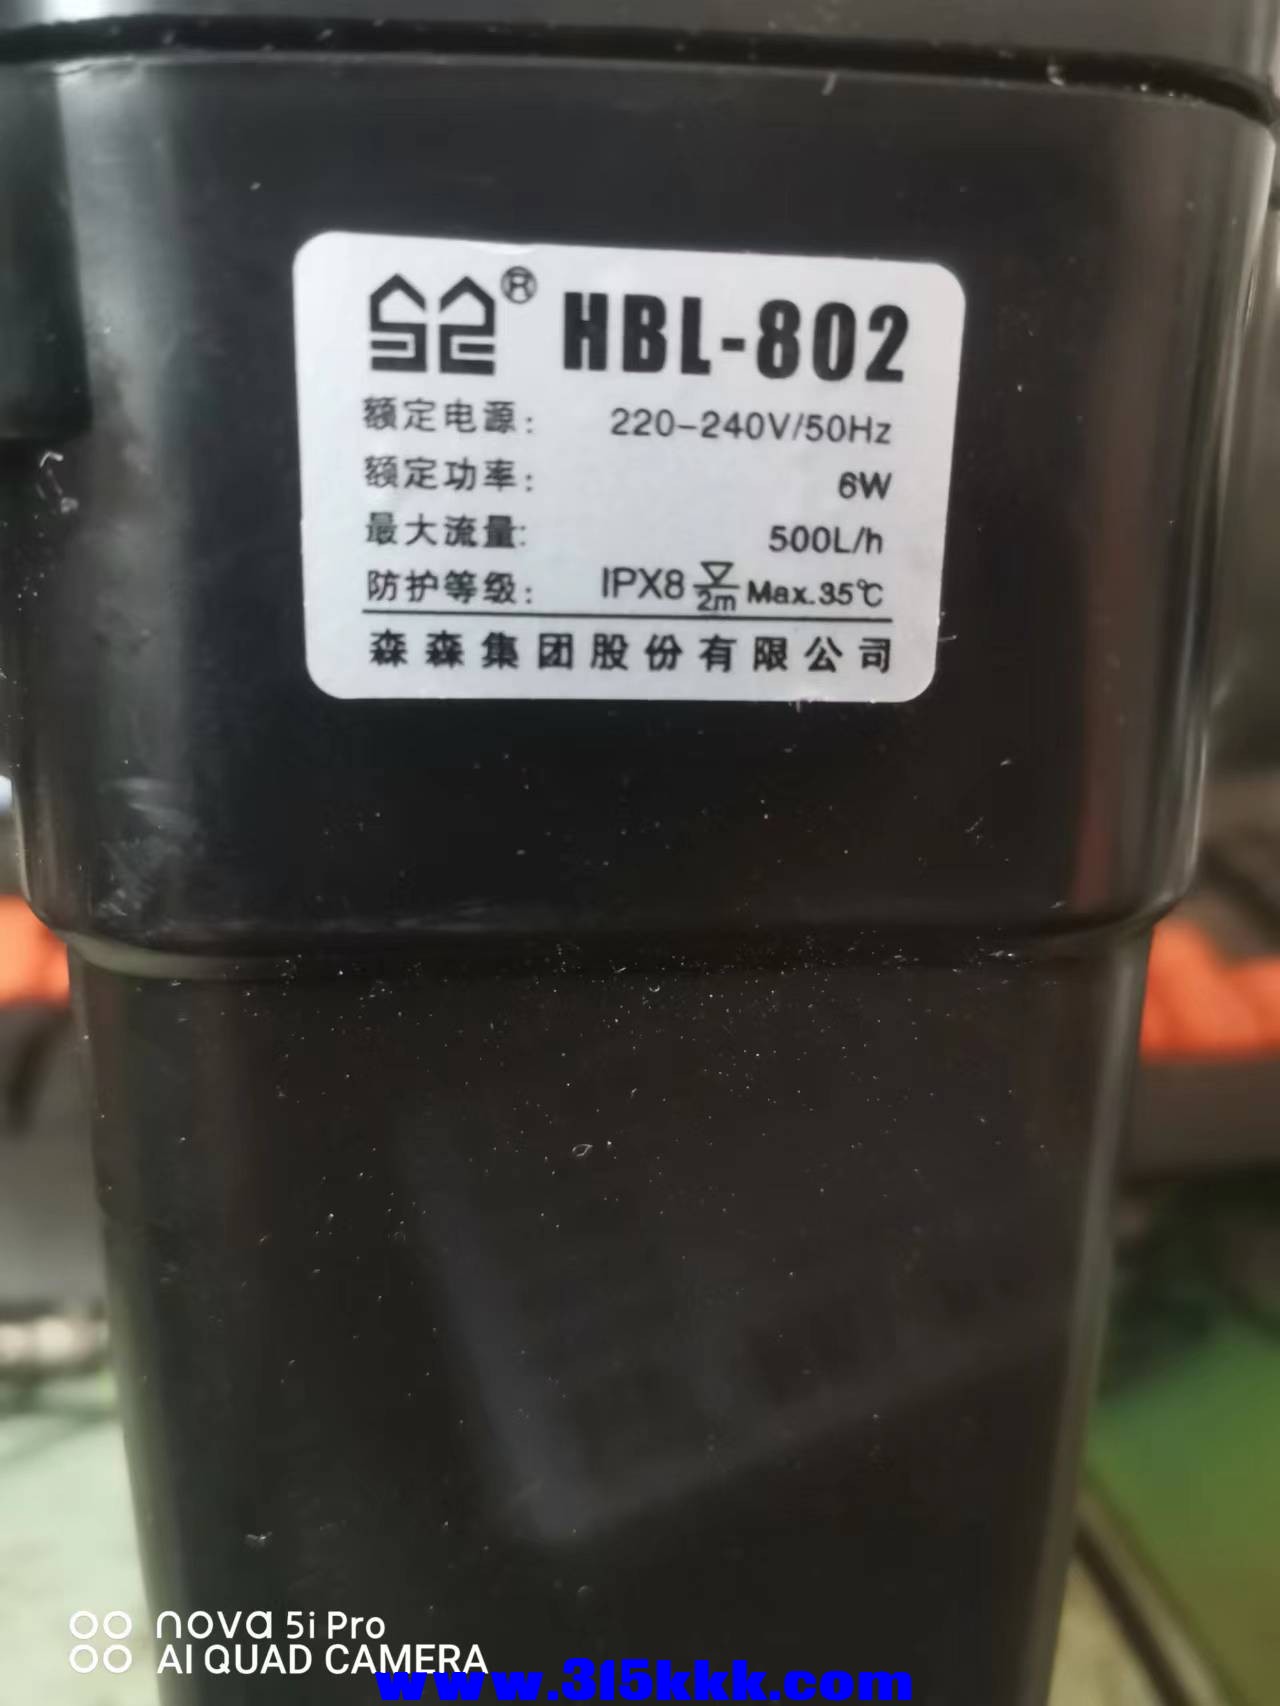 ® HBL-802
额定电源: 220-240V/50Hz
额定功率: 6W
最大流量: 500L/h
防护等级: IPX8 2m Max.35℃
森森集团股份有限公司
nova 5i Pro
AI QUAD CAMERA
www.315kkk.com